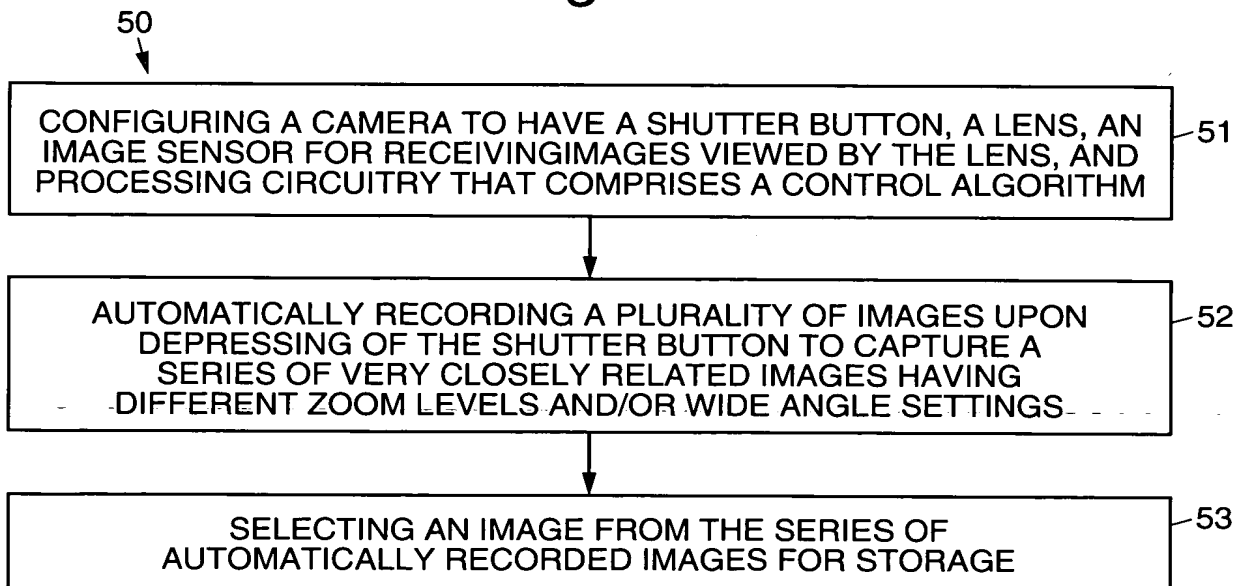 50
CONFIGURING A CAMERA TO HAVE A SHUTTER BUTTON, A LENS, AN
IMAGE SENSOR FOR RECEIVINGIMAGES VIEWED BY THE LENS, AND
PROCESSING CIRCUITRY THAT COMPRISES A CONTROL ALGORITHM
51
AUTOMATICALLY RECORDING A PLURALITY OF IMAGES UPON
DEPRESSING OF THE SHUTTER BUTTON TO CAPTURE A
SERIES OF VERY CLOSELY RELATED IMAGES HAVING
DIFFERENT ZOOM LEVELS AND/OR WIDE ANGLE SETTINGS
52
SELECTING AN IMAGE FROM THE SERIES OF
AUTOMATICALLY RECORDED IMAGES FOR STORAGE
53